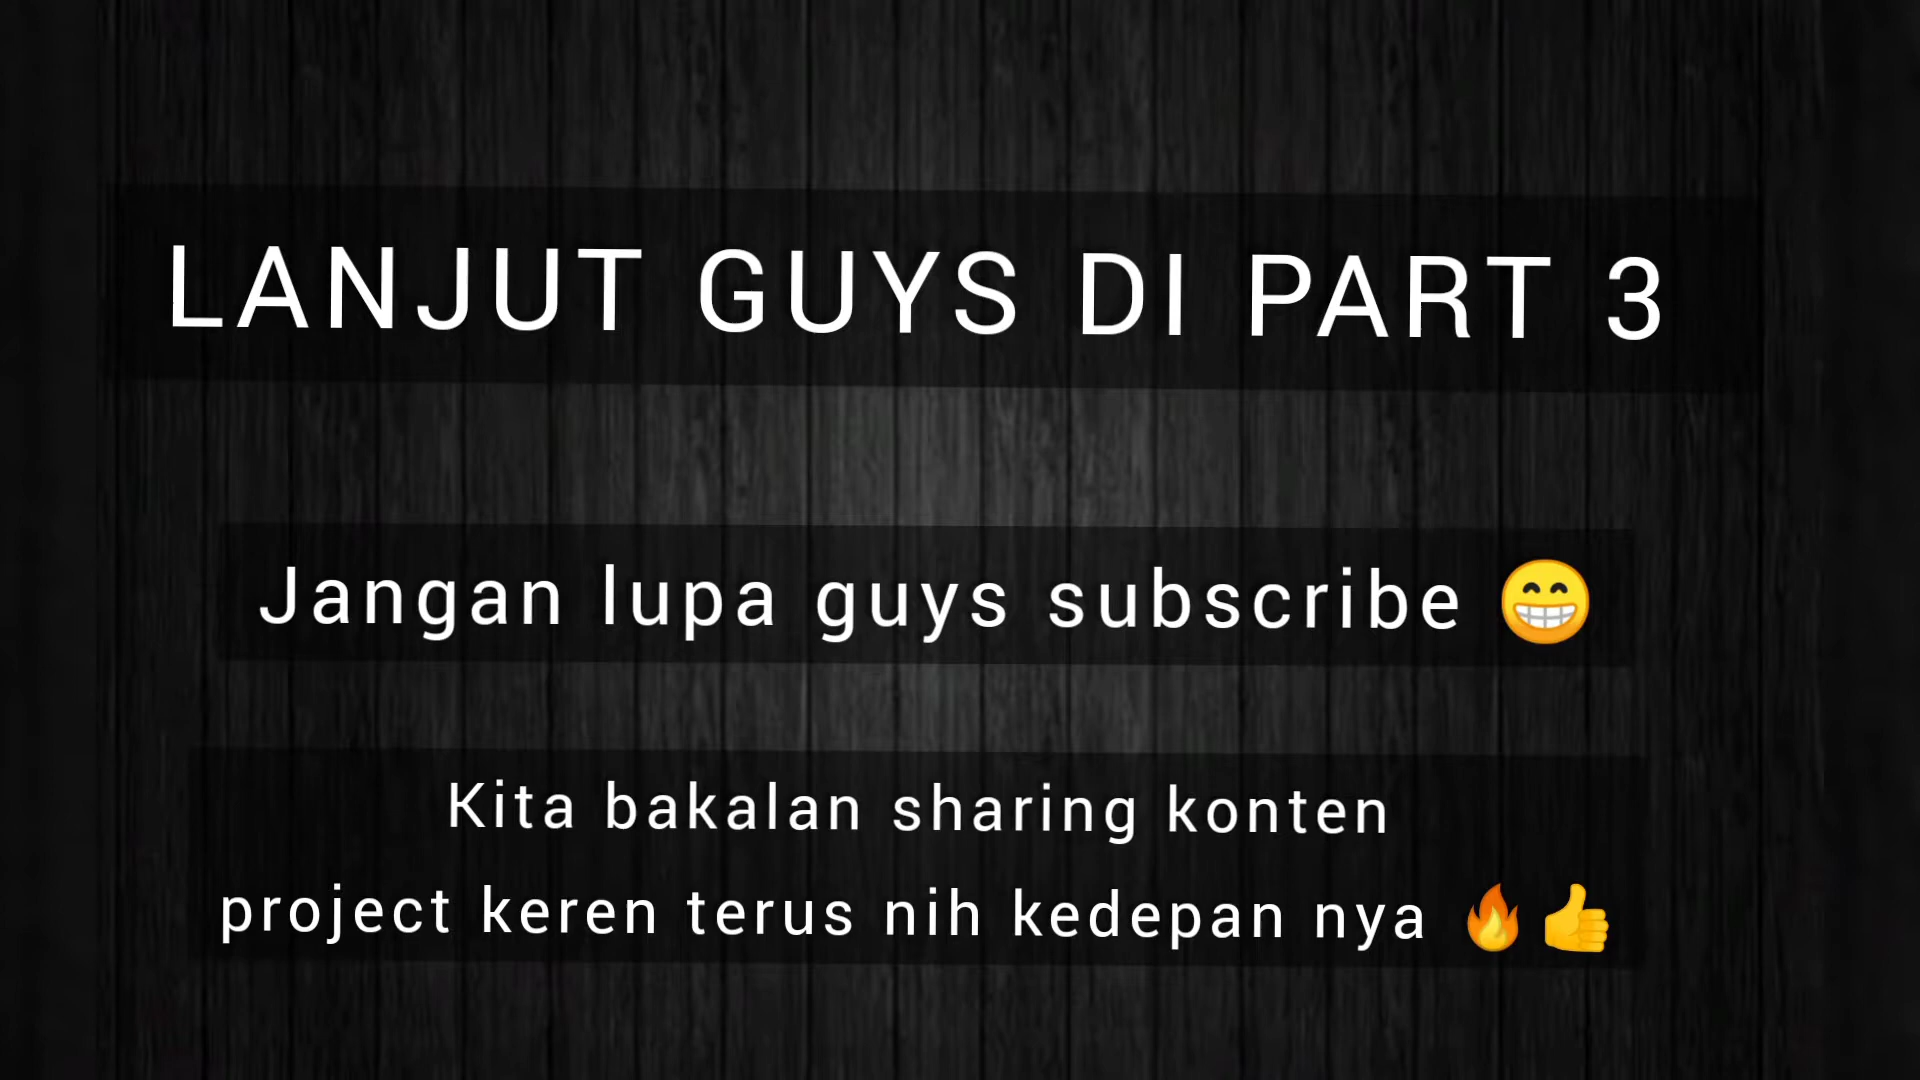 LANJUT GUYS DI PART 3
Jangan lupa guys subscribe 😁
Kita bakalan sharing konten
project keren terus nih kedepan nya 🔥👍